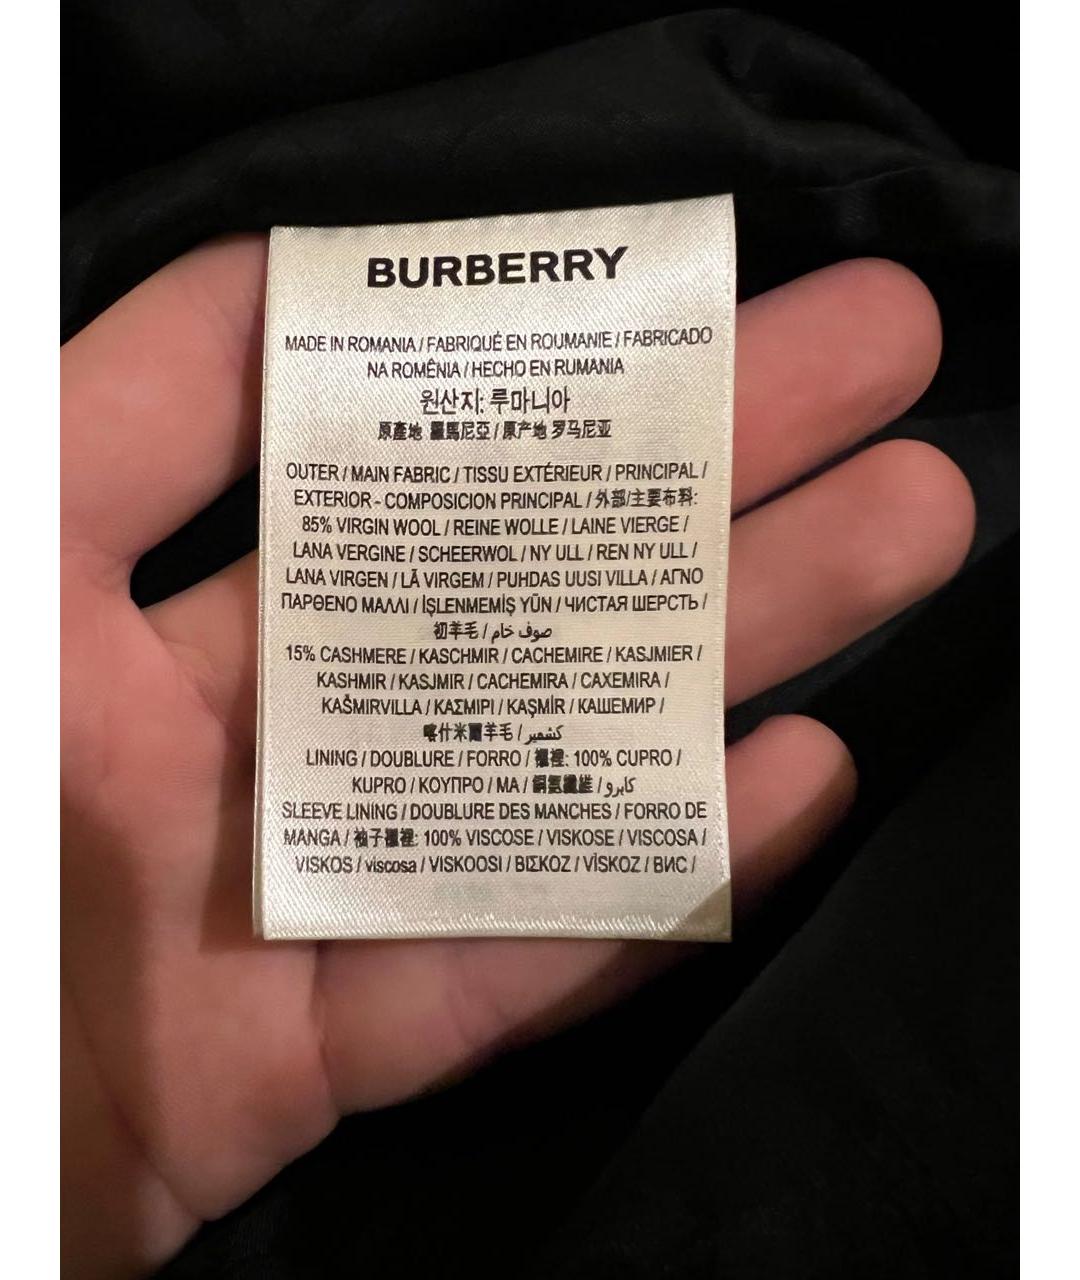 BURBERRY
MADE IN ROMANIA / FABRIQUÉ EN ROUMANIE / FABRICADO
NA ROMÊNIA / HECHO EN RUMANIA
원산지: 루마니아
原產地 羅馬尼亞 / 原产地 罗马尼亚
OUTER / MAIN FABRIC / TISSU EXTÉRIEUR / PRINCIPAL /
EXTERIOR - COMPOSICION PRINCIPAL / 外部/主要布料:
85% VIRGIN WOOL / REINE WOLLE / LAINE VIERGE /
LANA VERGINE / SCHEERWOL / NY ULL / REN NY ULL /
LANA VIRGEN / LÃ VIRGEM / PUHDAS UUSI VILLA / ΑΓΝΟ
ΠΑΡΘΕΝΟ ΜΑΛΛΙ / İŞLENMEMİŞ YÜN / ЧИСТАЯ ШЕРСТЬ /
初羊毛 / صوف خام
15% CASHMERE / KASCHMIR / CACHEMIRE / KASJMIER /
KASHMIR / KASJMIR / CACHEMIRA / CAXEMIRA /
KAŠMIRVILLA / ΚΑΣΜΙΡΙ / KAŞMİR / КАШЕМИР /
喀什米爾羊毛 / كشمير
LINING / DOUBLURE / FORRO / 襯裡: 100% CUPRO /
KUPRO / ΚΟΥΠΡΟ / MA / 銅氨纖維 / كابرو
SLEEVE LINING / DOUBLURE DES MANCHES / FORRO DE
MANGA / 袖子襯裡: 100% VISCOSE / VISKOSE / VISCOSA /
VISKOS / viscosa / VISKOOSI / ΒΙΣΚΟΖ / VİSKOZ / ВИС /